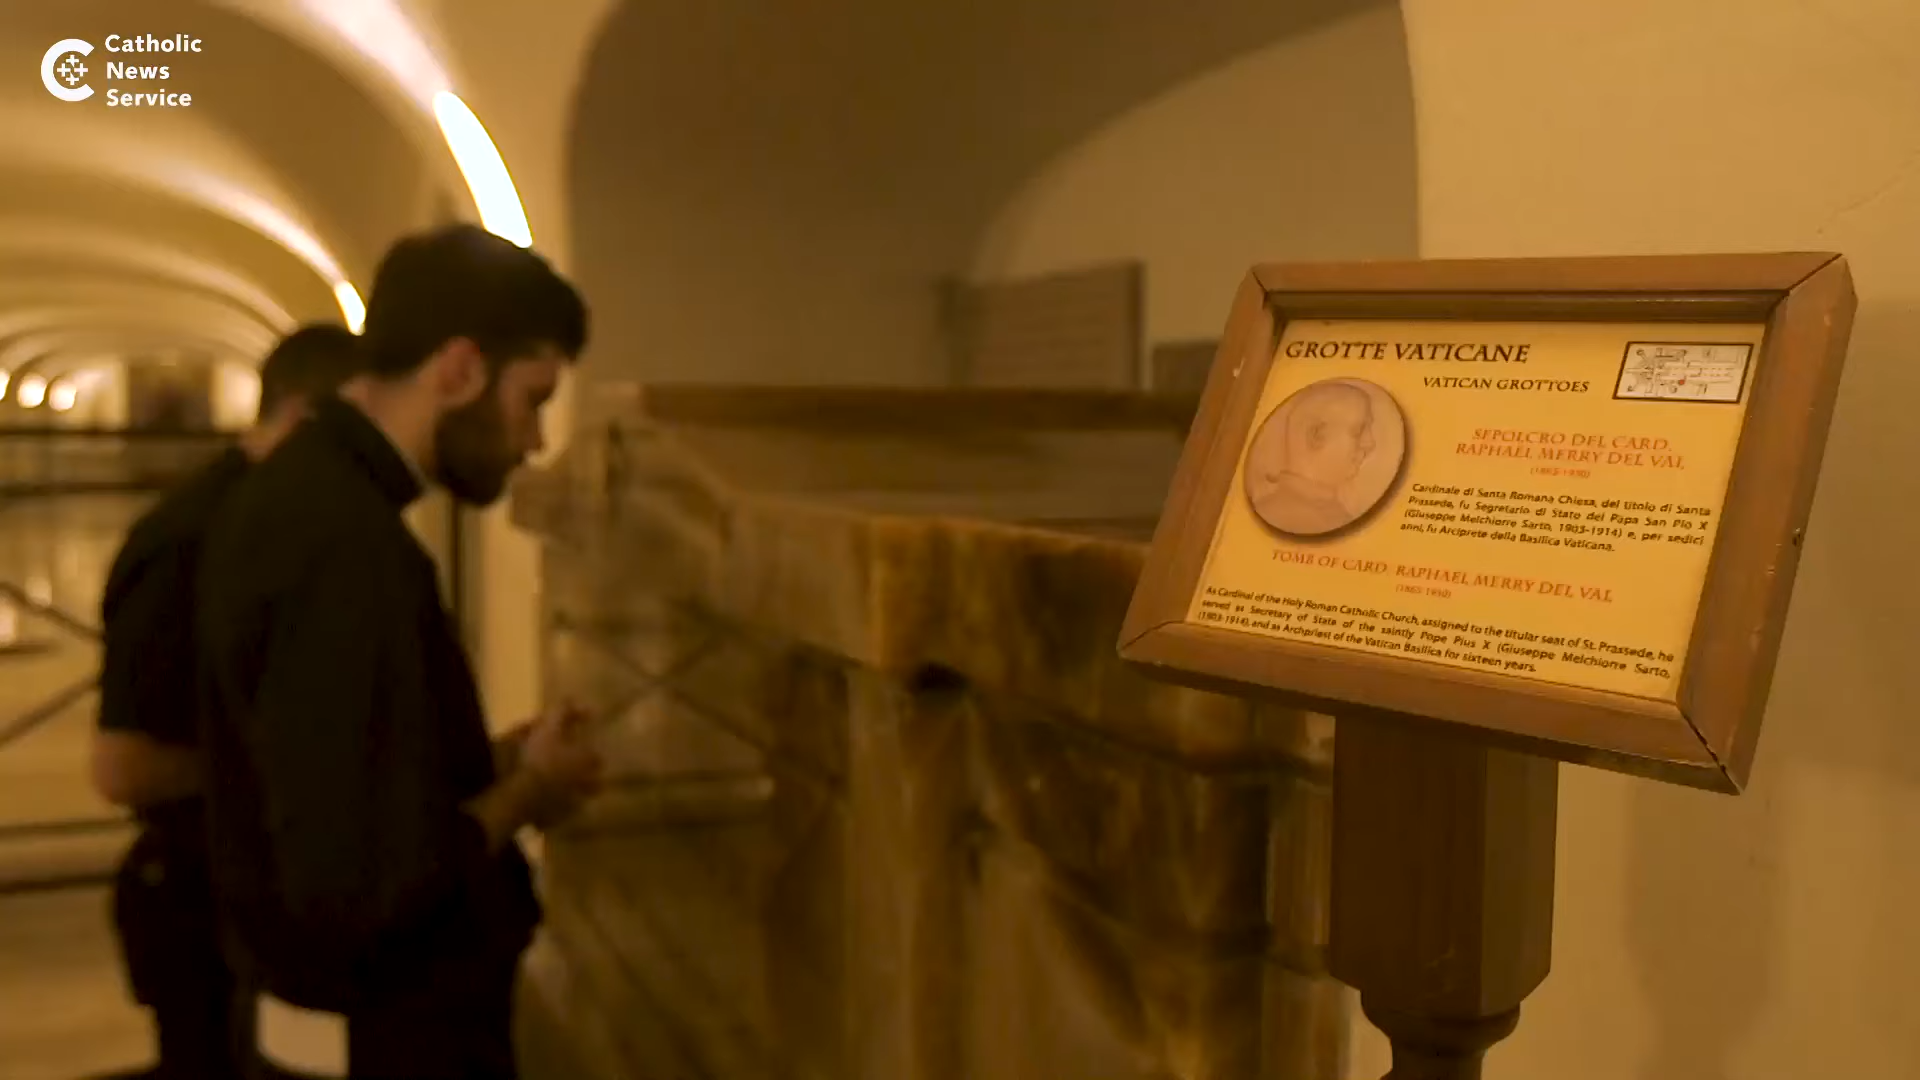 Catholic
News
Service
GROTTE VATICANE
VATICAN GROTTOES
SEPOLCRO DEL CARD.
RAPHAEL MERRY DEL VAL
(1865-1930)
Cardinale di Santa Romana Chiesa, del titolo di Santa
Prassede, fu Segretario di Stato del Papa San Pio X
(Giuseppe Melchiorre Sarto, 1903-1914) e, per sedici
anni, fu Arciprete della Basilica Vaticana.
TOMB OF CARD. RAPHAEL MERRY DEL VAL
(1865-1930)
As Cardinal of the Holy Roman Catholic Church, assigned to the titular seat of St. Prassede, he
served as Secretary of State of the saintly Pope Pius X (Giuseppe Melchiorre Sarto,
(1903-1914), and as Archpriest of the Vatican Basilica for sixteen years.